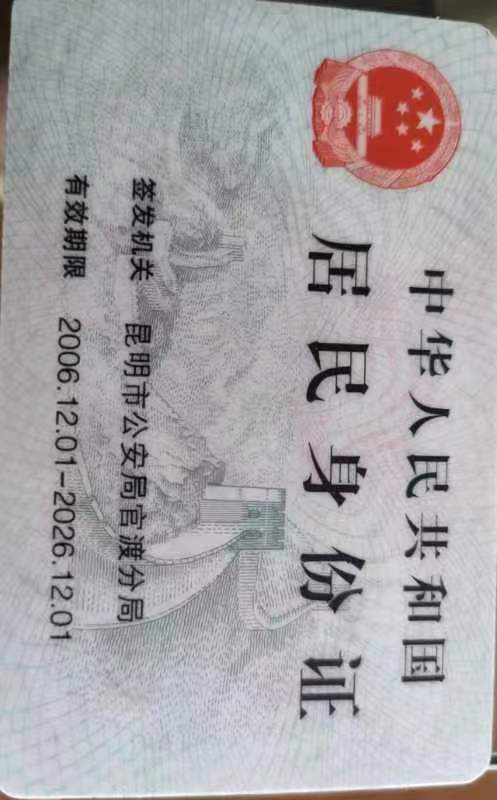 中华人民共和国
居民身份证
签发机关 昆明市公安局官渡分局
有效期限 2006.12.01-2026.12.01